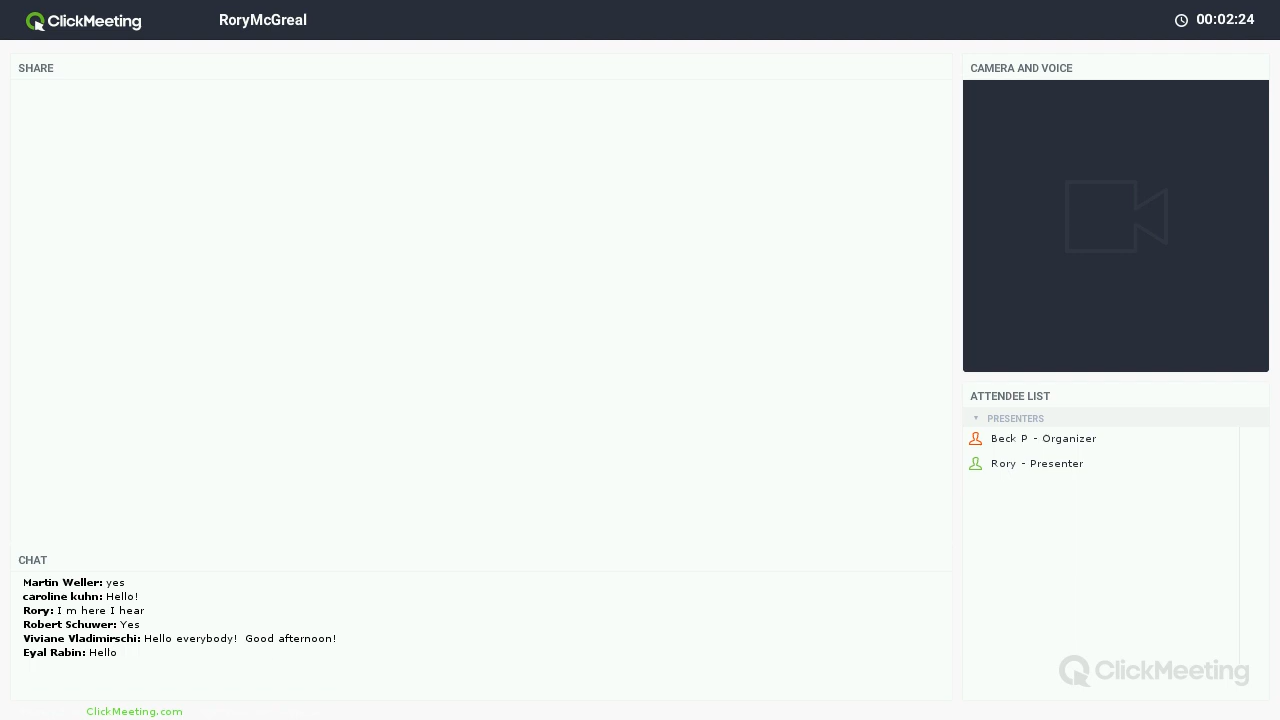 ClickMeeting
RoryMcGreal
00:02:24
SHARE
CAMERA AND VOICE
ATTENDEE LIST
PRESENTERS
Beck P - Organizer
Rory - Presenter
CHAT
Martin Weller: yes
caroline kuhn: Hello!
Rory: I m here I hear
Robert Schuwer: Yes
Viviane Vladimirschi: Hello everybody! Good afternoon!
Eyal Rabin: Hello
ClickMeeting
ClickMeeting.com